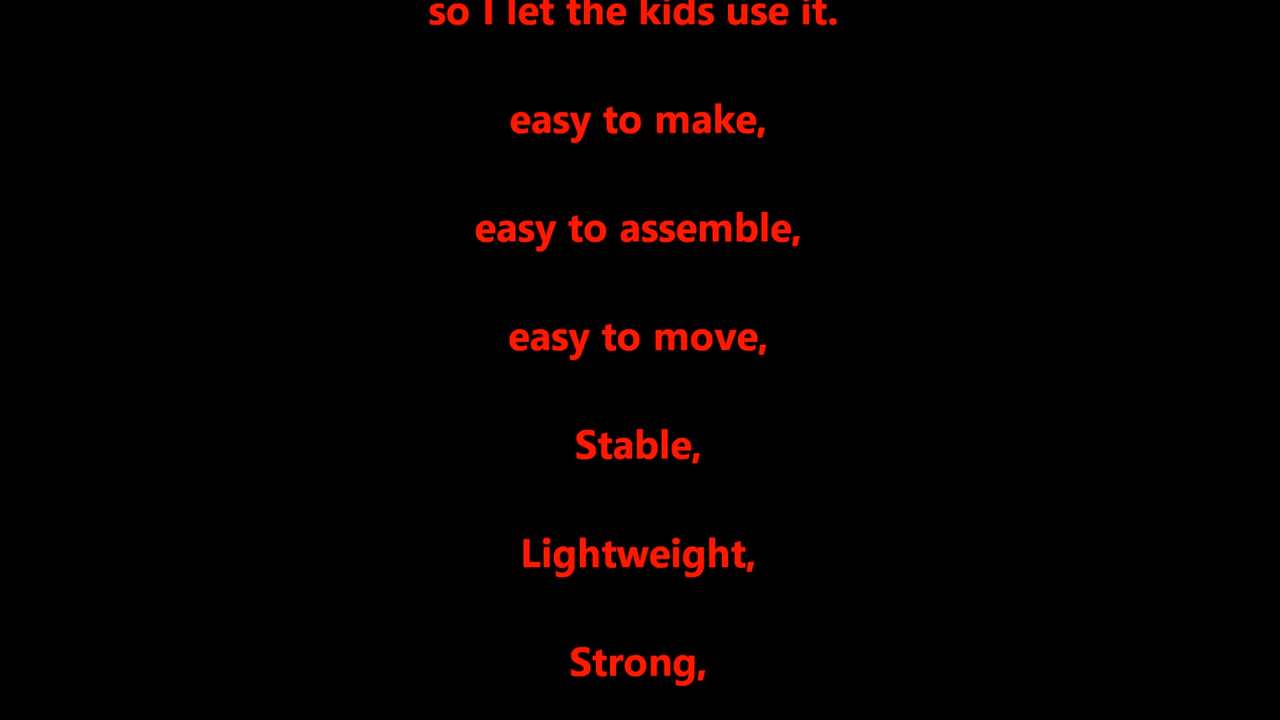 so I let the kids use it.
easy to make,
easy to assemble,
easy to move,
Stable,
Lightweight,
Strong,